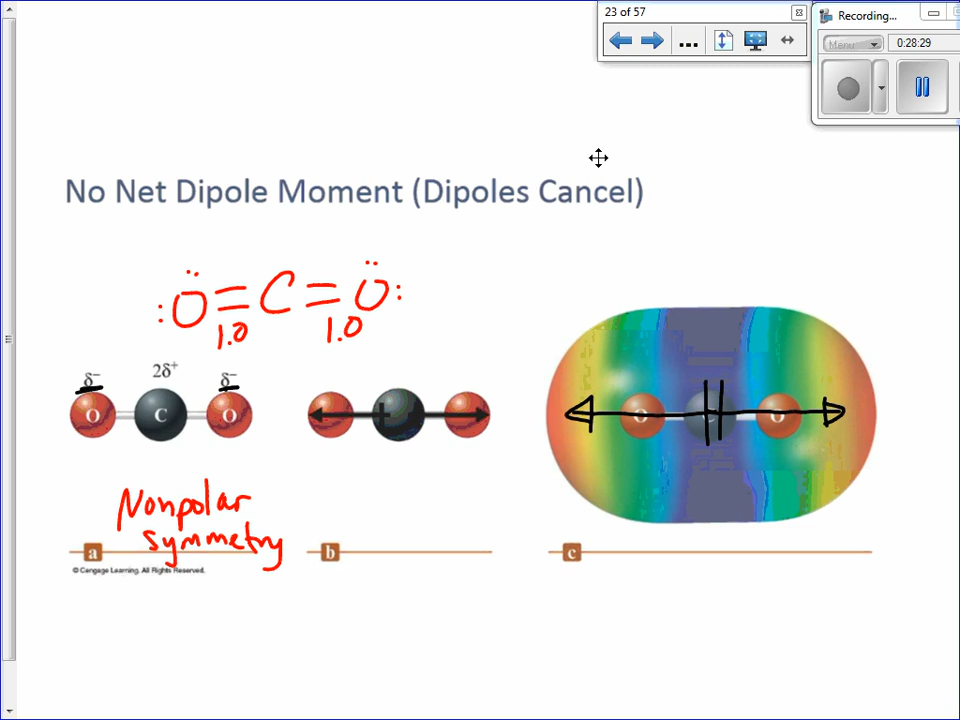 23 of 57
Recording...
Menu
0:28:29
No Net Dipole Moment (Dipoles Cancel)
:Ö=C=Ö:
1.0 1.0
δ⁻ 2δ⁺ δ⁻
O C O
O C O
Nonpolar
symmetry
a b c
© Cengage Learning. All Rights Reserved.